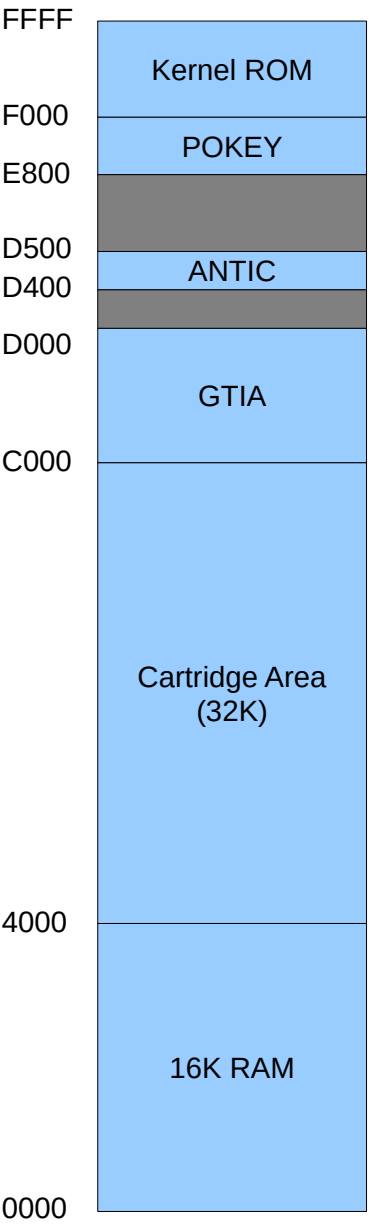 FFFF
Kernel ROM
F000
POKEY
E800
D500
ANTIC
D400
D000
GTIA
C000
Cartridge Area
(32K)
4000
16K RAM
0000